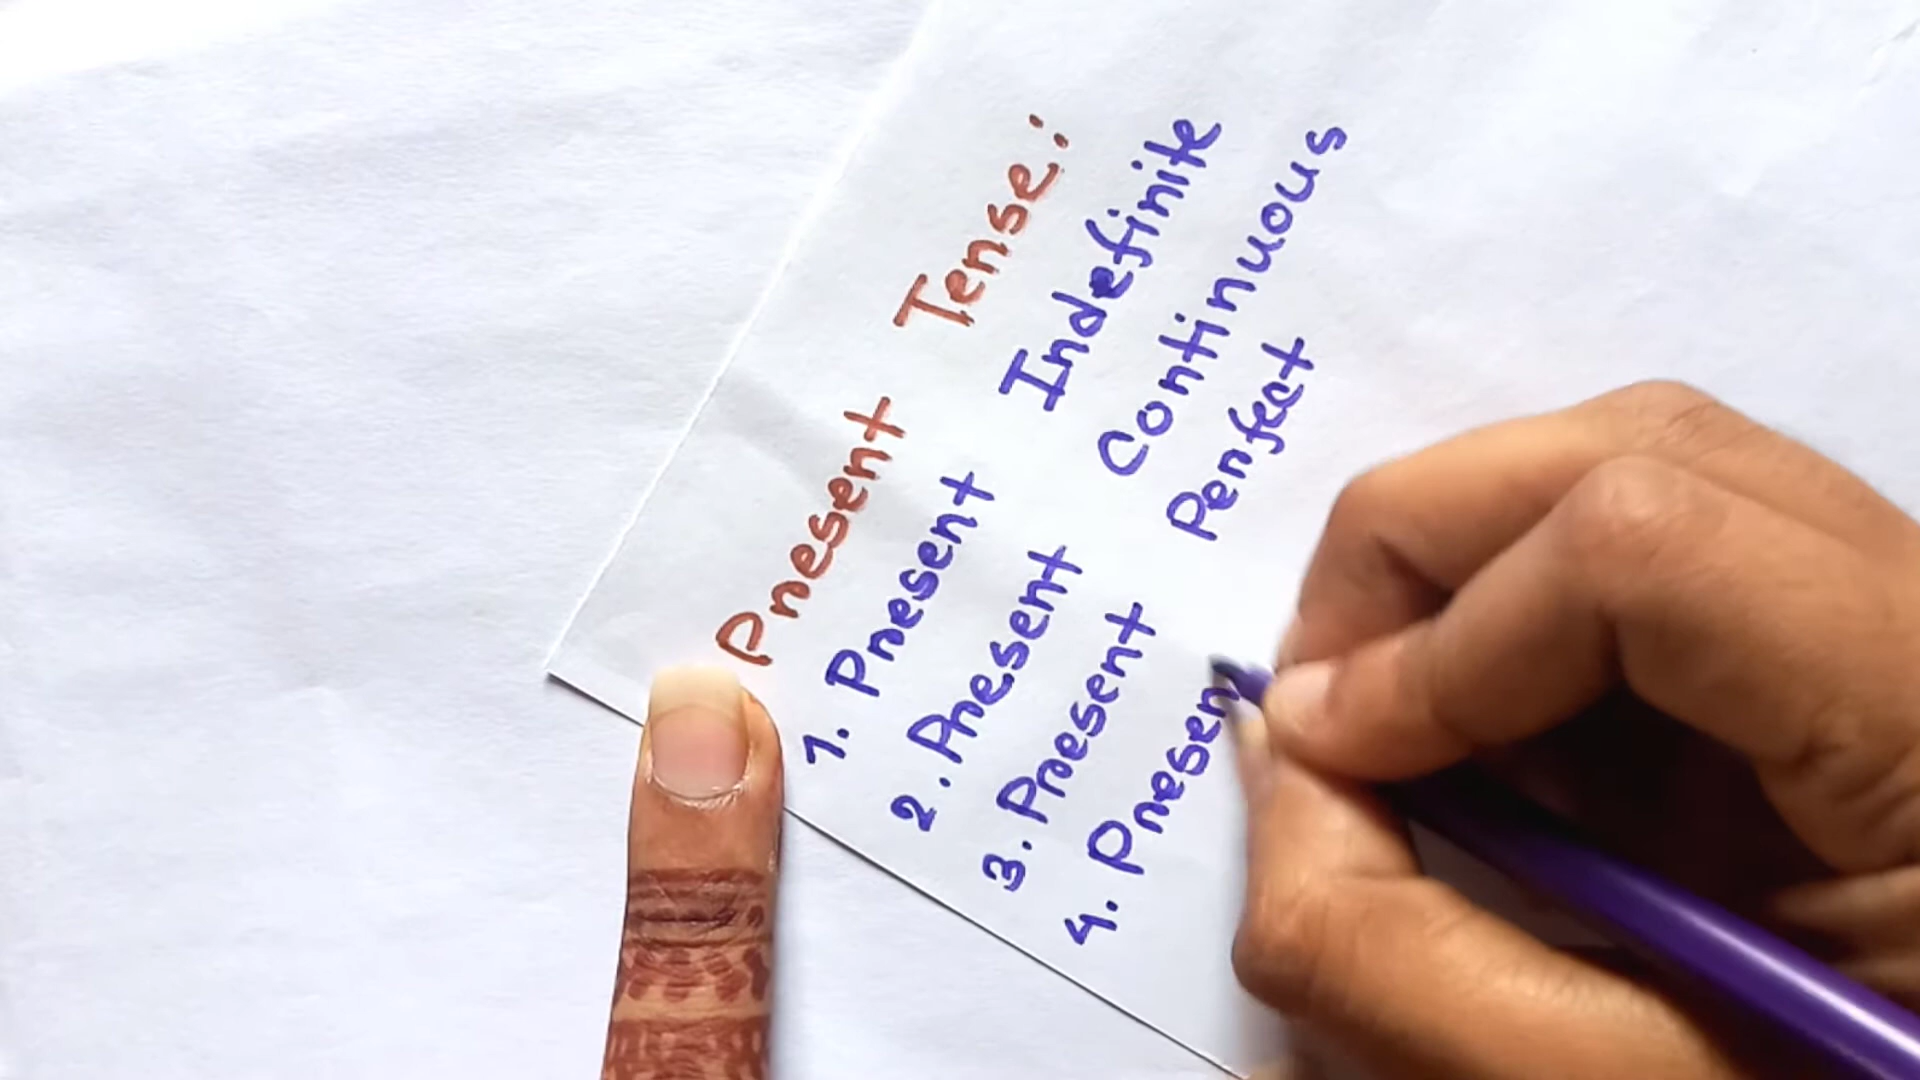 Present Tense:
1. Present Indefinite
2. Present Continuous
3. Present Perfect
4. Presen